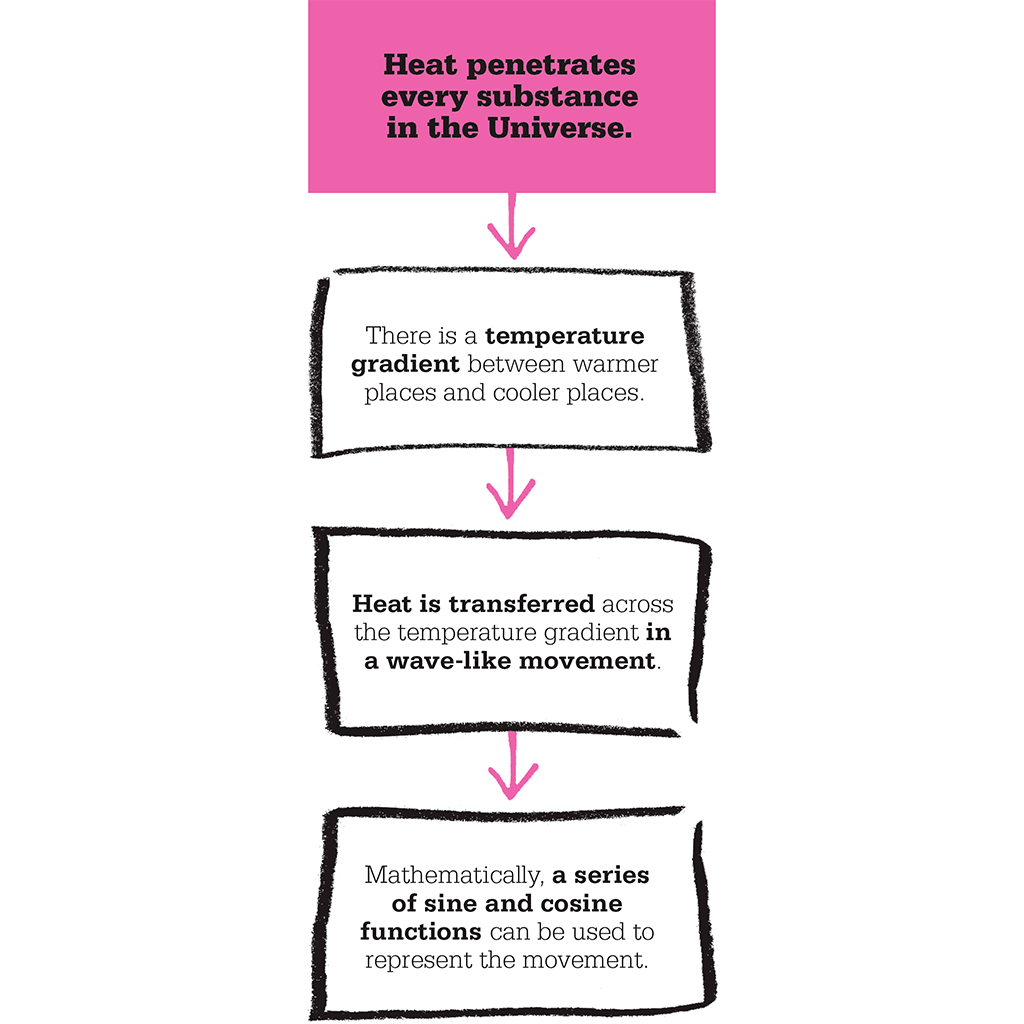 Heat penetrates
every substance
in the Universe.
There is a temperature
gradient between warmer
places and cooler places.
Heat is transferred across
the temperature gradient in
a wave-like movement.
Mathematically, a series
of sine and cosine
functions can be used to
represent the movement.